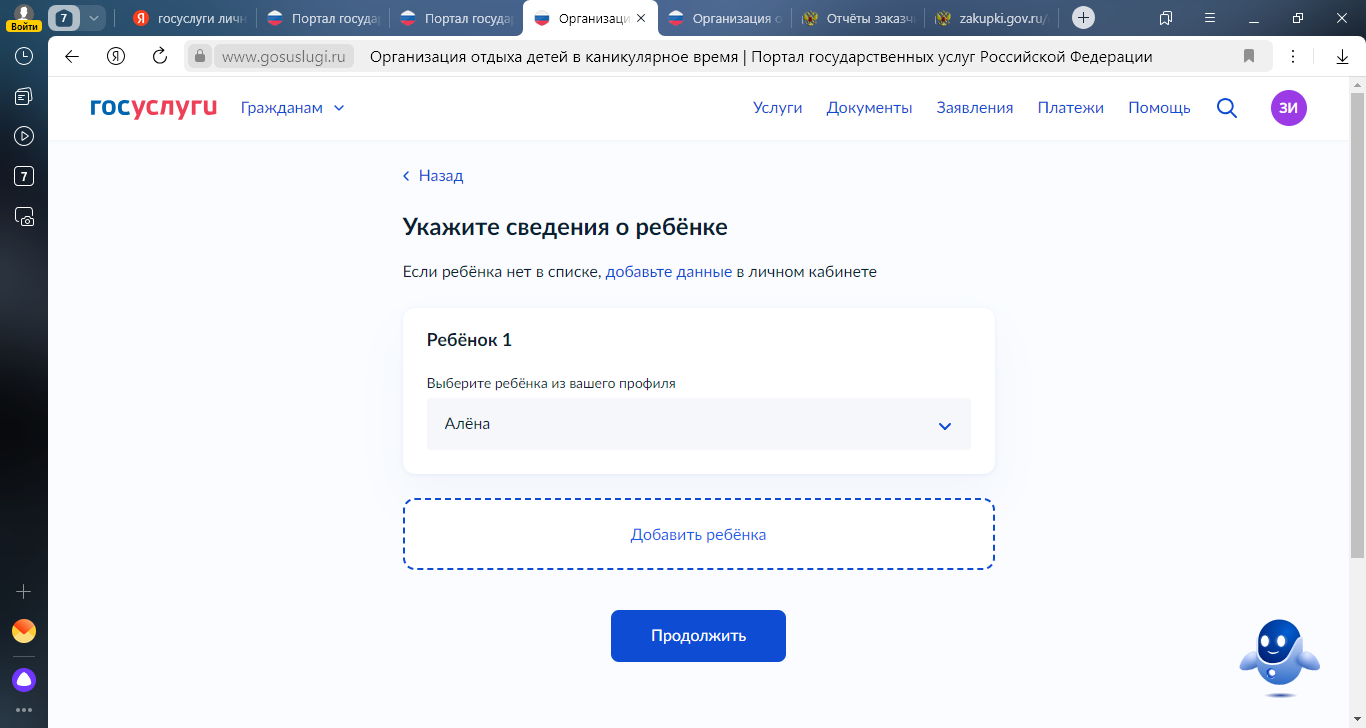 Войти
7
госуслуги личн
Портал государ
Портал государ
Организаци
Организация о
Отчёты заказчи
zakupki.gov.ru/
www.gosuslugi.ru
Организация отдыха детей в каникулярное время | Портал государственных услуг Российской Федерации
7
госуслуги
Гражданам
Услуги
Документы
Заявления
Платежи
Помощь
ЗИ
Назад
Укажите сведения о ребёнке
Если ребёнка нет в списке, добавьте данные в личном кабинете
Ребёнок 1
Выберите ребёнка из вашего профиля
Алёна
Добавить ребёнка
Продолжить